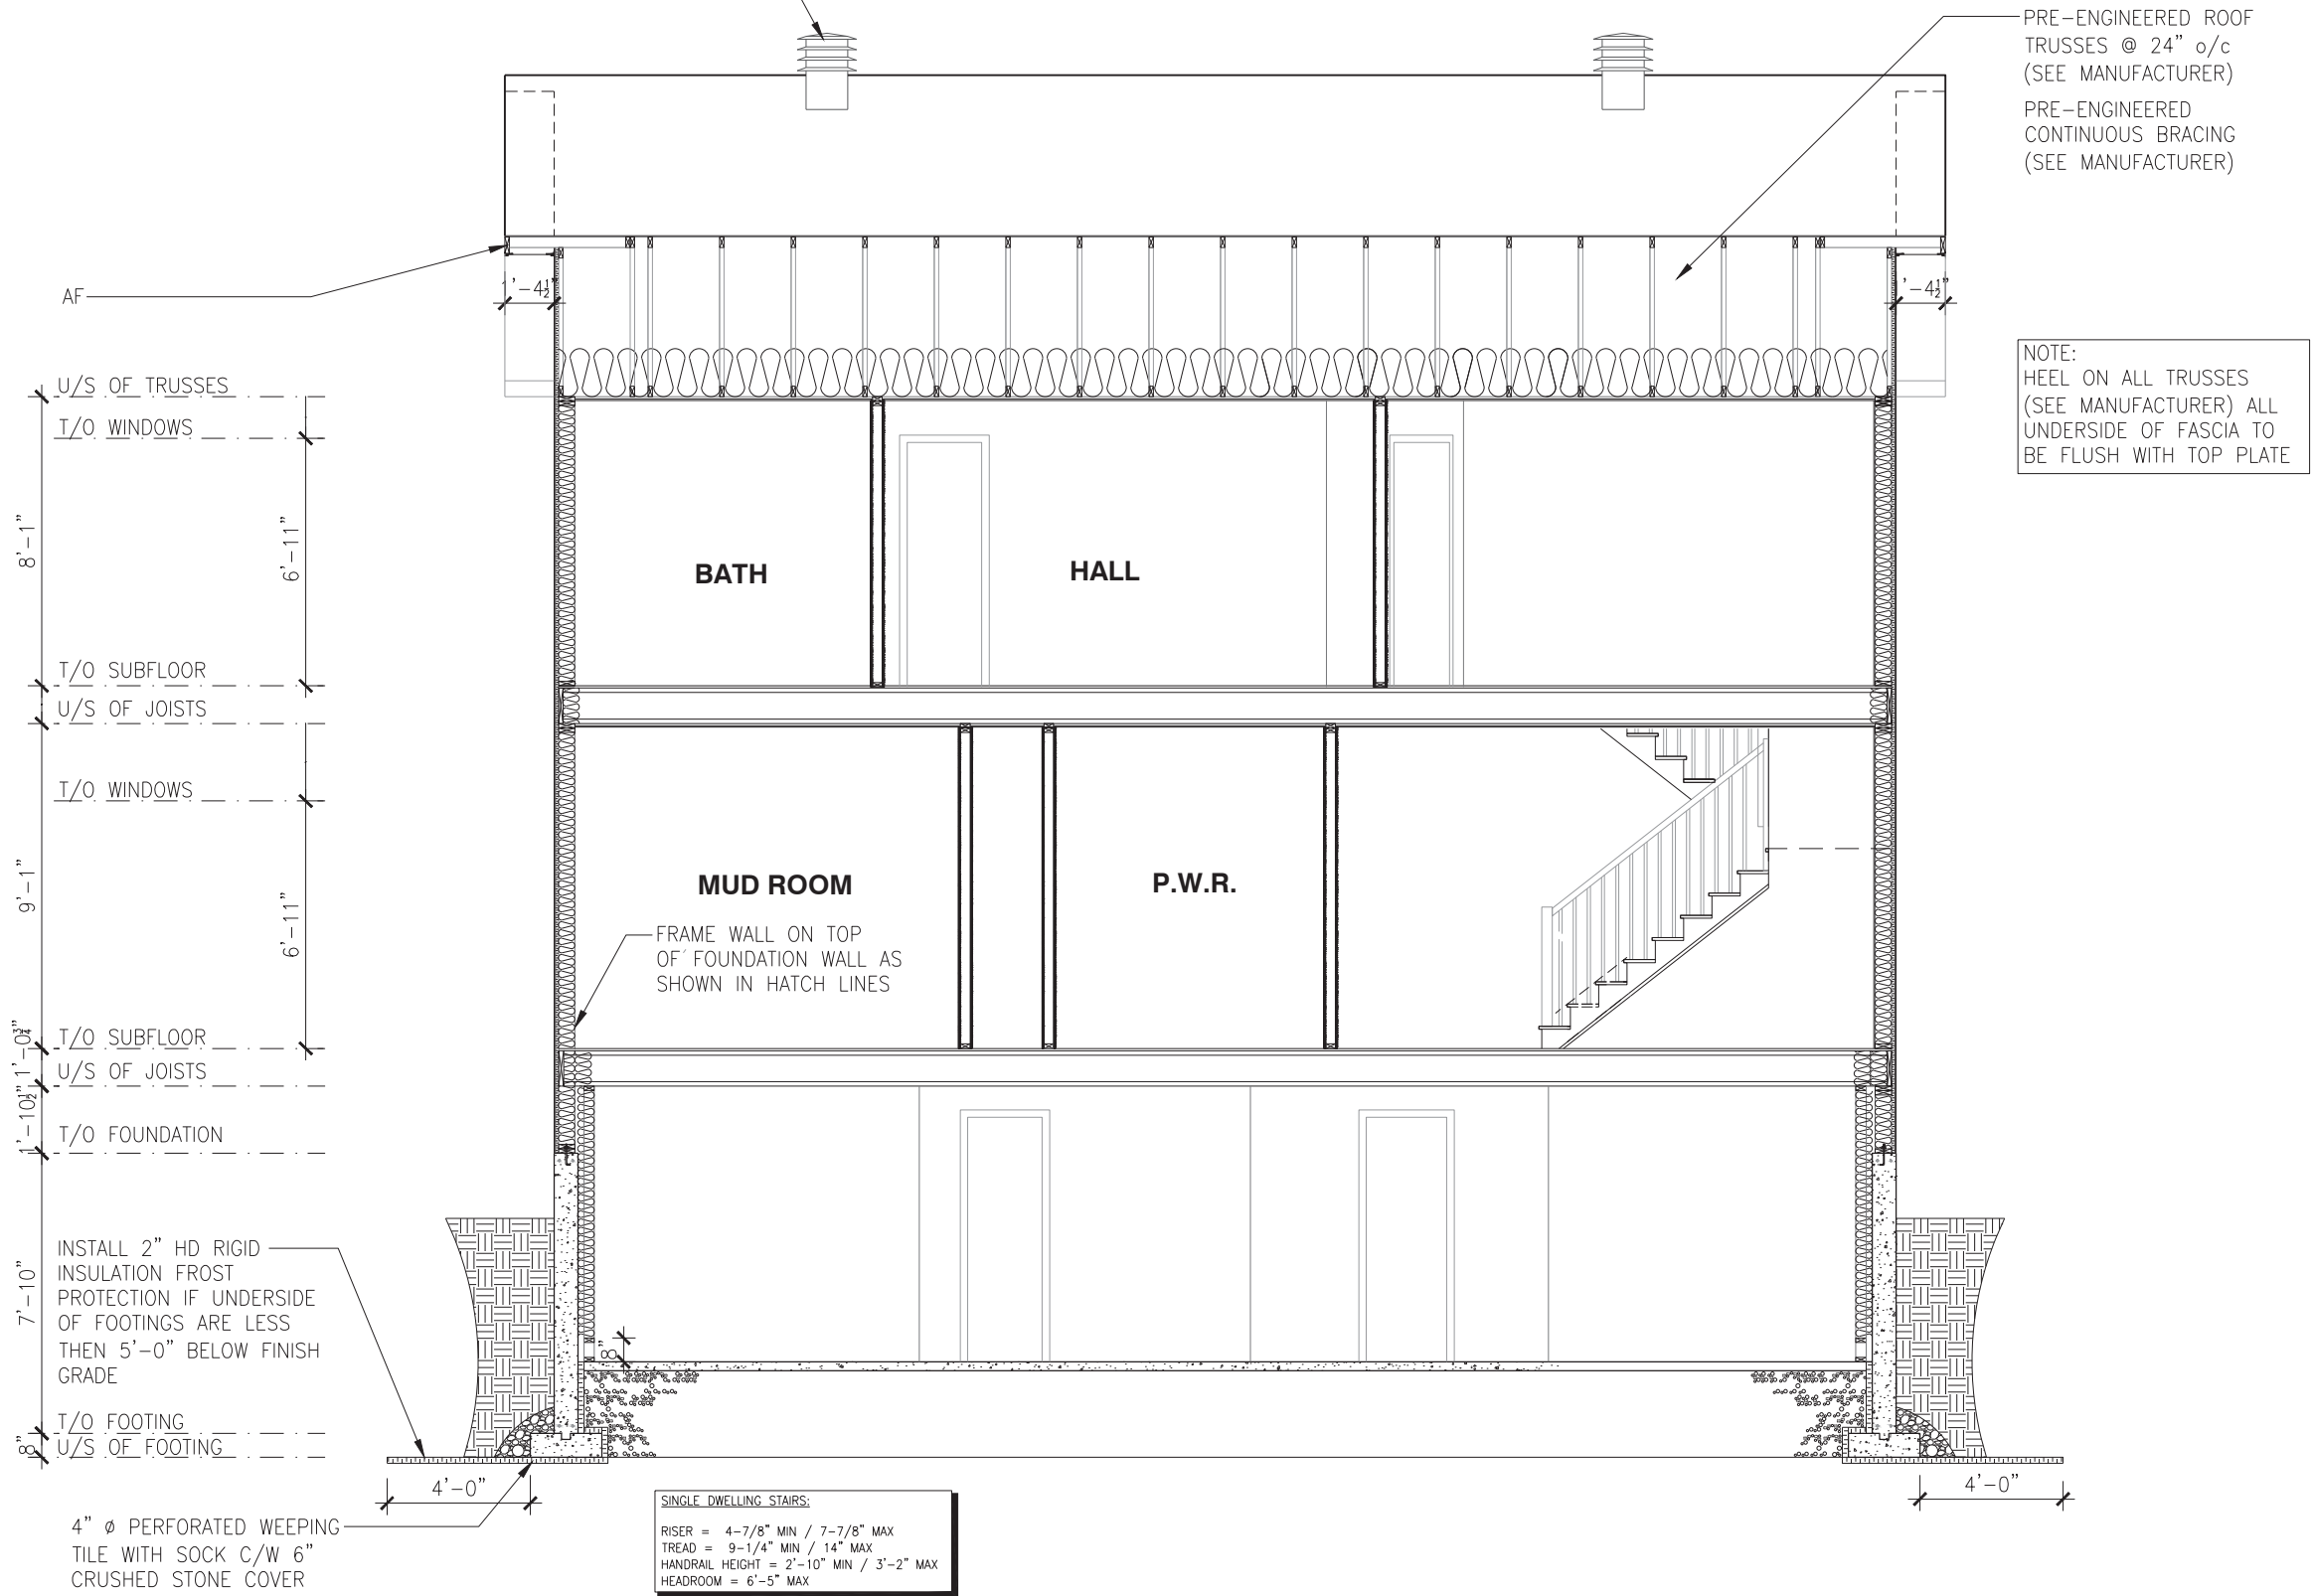 PRE-ENGINEERED ROOF
TRUSSES @ 24" o/c
(SEE MANUFACTURER)
PRE-ENGINEERED
CONTINUOUS BRACING
(SEE MANUFACTURER)
AF
'-4½"
'-4½"
NOTE:
HEEL ON ALL TRUSSES
(SEE MANUFACTURER) ALL
UNDERSIDE OF FASCIA TO
BE FLUSH WITH TOP PLATE
U/S OF TRUSSES
T/O WINDOWS
8'-1"
6'-11"
BATH
HALL
T/O SUBFLOOR
U/S OF JOISTS
T/O WINDOWS
9'-1"
6'-11"
MUD ROOM
P.W.R.
FRAME WALL ON TOP
OF FOUNDATION WALL AS
SHOWN IN HATCH LINES
T/O SUBFLOOR
1'-0¾"
U/S OF JOISTS
1'-10½"
T/O FOUNDATION
INSTALL 2" HD RIGID
INSULATION FROST
PROTECTION IF UNDERSIDE
OF FOOTINGS ARE LESS
THEN 5'-0" BELOW FINISH
GRADE
7'-10"
8"
T/O FOOTING
U/S OF FOOTING
8"
4'-0"
4'-0"
4" ø PERFORATED WEEPING
TILE WITH SOCK C/W 6"
CRUSHED STONE COVER
SINGLE DWELLING STAIRS:
RISER = 4-7/8" MIN / 7-7/8" MAX
TREAD = 9-1/4" MIN / 14" MAX
HANDRAIL HEIGHT = 2'-10" MIN / 3'-2" MAX
HEADROOM = 6'-5" MAX